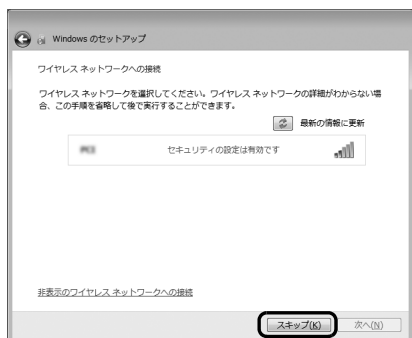 Windows のセットアップ
ワイヤレス ネットワークへの接続
ワイヤレス ネットワークを選択してください。ワイヤレス ネットワークの詳細がわからない場
合、この手順を省略して後で実行することができます。
最新の情報に更新
セキュリティの設定は有効です
非表示のワイヤレス ネットワークへの接続
スキップ(K) 次へ(N)